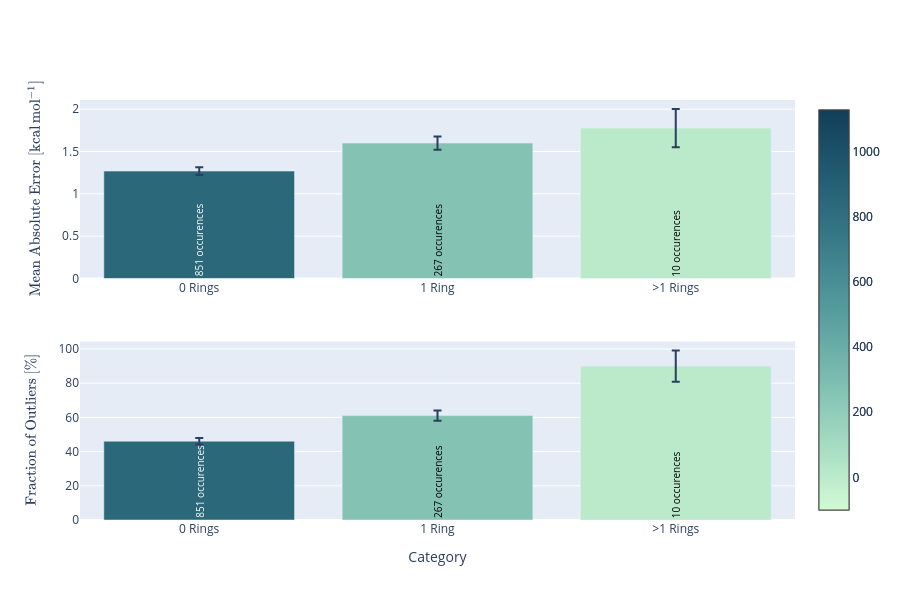 Mean Absolute Error [kcal mol⁻¹]
2
1.5
1
0.5
0
851 occurences
267 occurences
10 occurences
0 Rings
1 Ring
>1 Rings
Fraction of Outliers [%]
100
80
60
40
20
0
851 occurences
267 occurences
10 occurences
0 Rings
1 Ring
>1 Rings
Category
1000
800
600
400
200
0